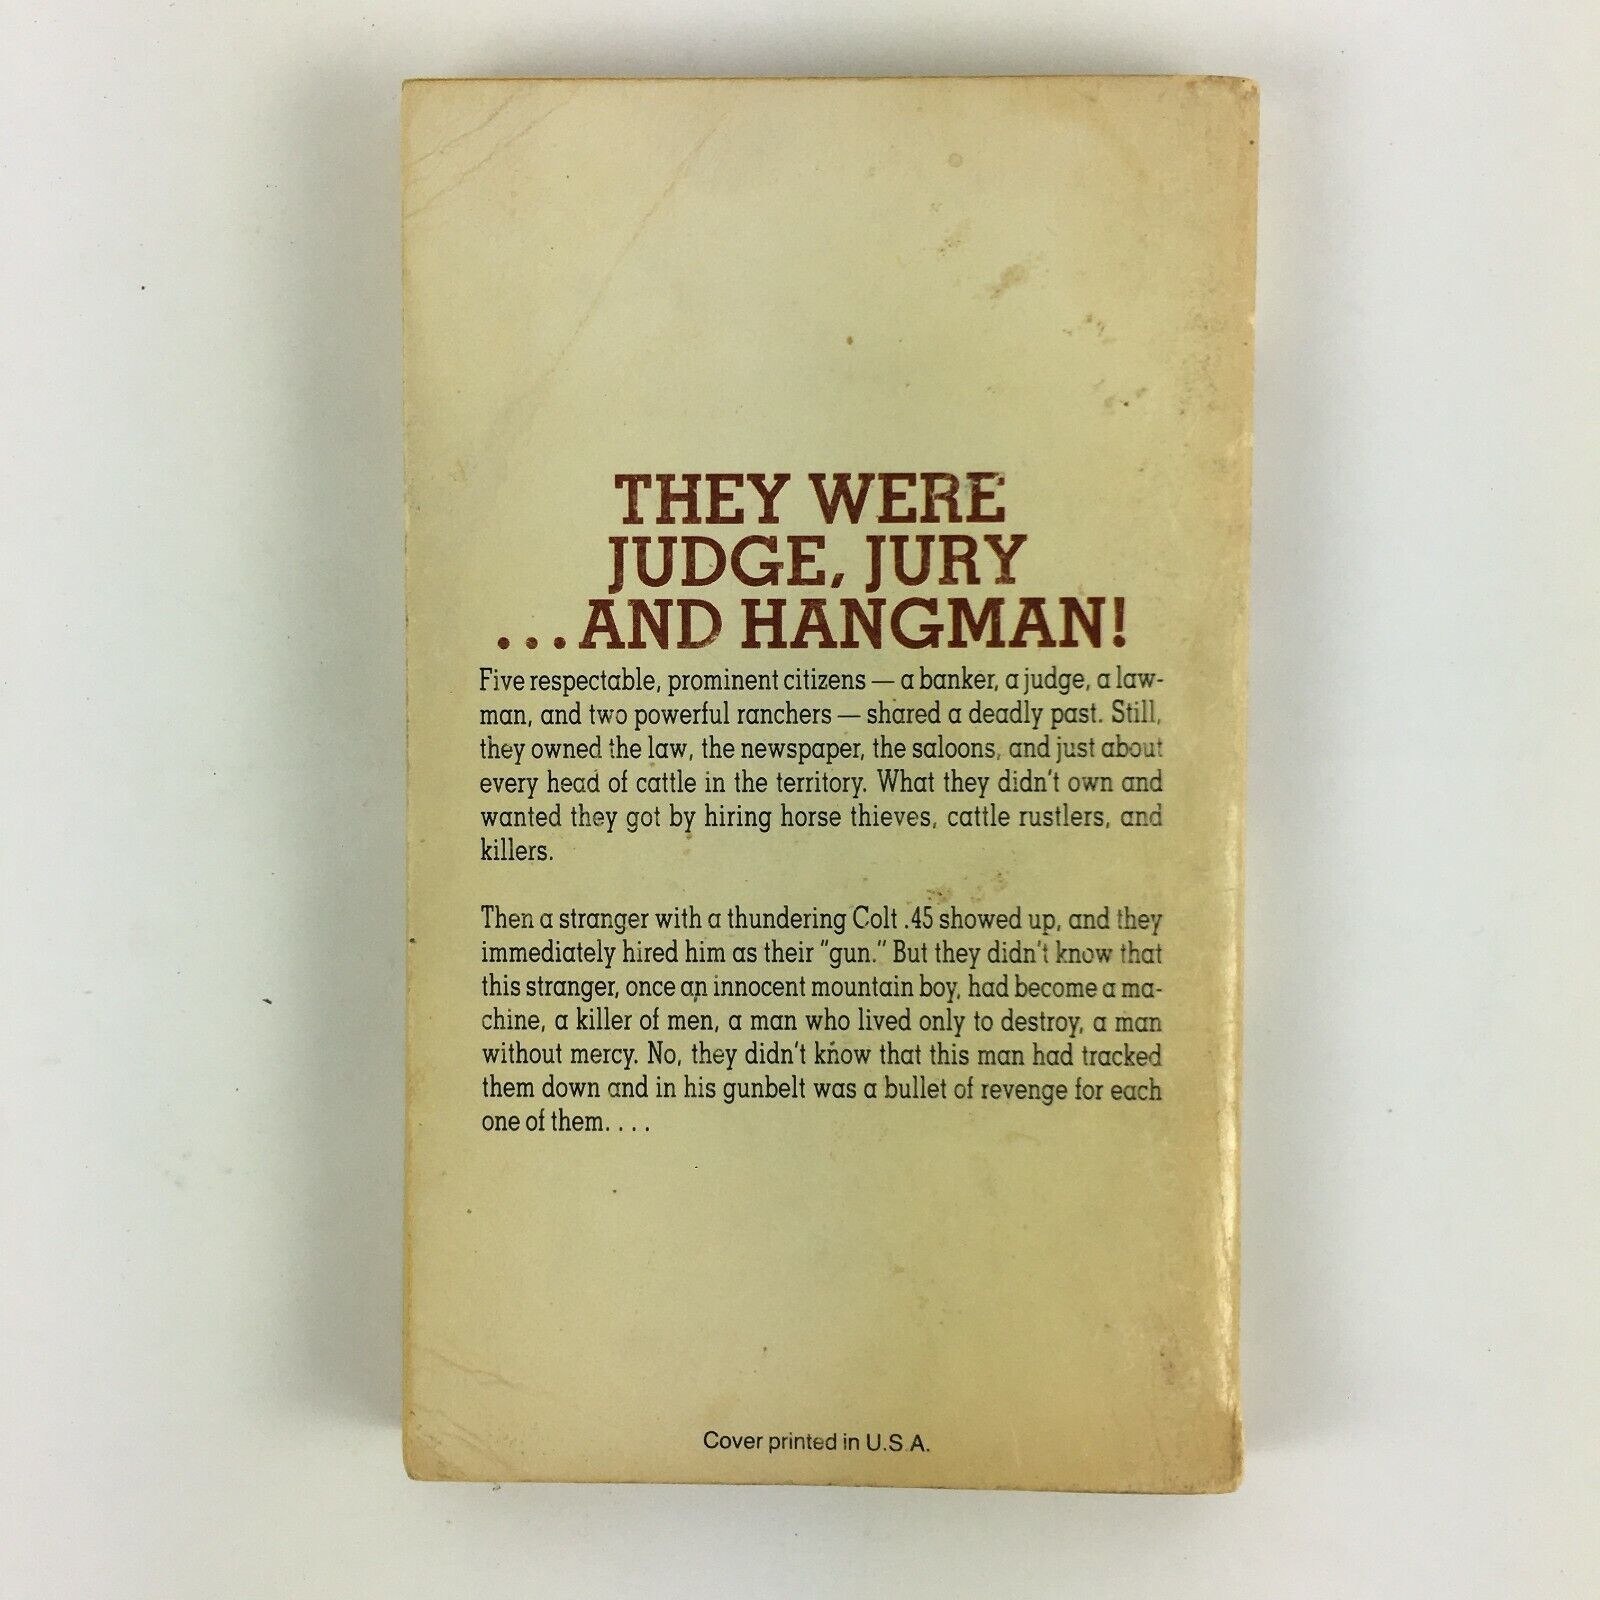 THEY WERE
JUDGE, JURY
...AND HANGMAN!
Five respectable, prominent citizens — a banker, a judge, a law-
man, and two powerful ranchers — shared a deadly past. Still,
they owned the law, the newspaper, the saloons, and just about
every head of cattle in the territory. What they didn't own and
wanted they got by hiring horse thieves, cattle rustlers, and
killers.
Then a stranger with a thundering Colt .45 showed up, and they
immediately hired him as their "gun." But they didn't know that
this stranger, once an innocent mountain boy, had become a ma-
chine, a killer of men, a man who lived only to destroy, a man
without mercy. No, they didn't know that this man had tracked
them down and in his gunbelt was a bullet of revenge for each
one of them. . . .
Cover printed in U.S.A.